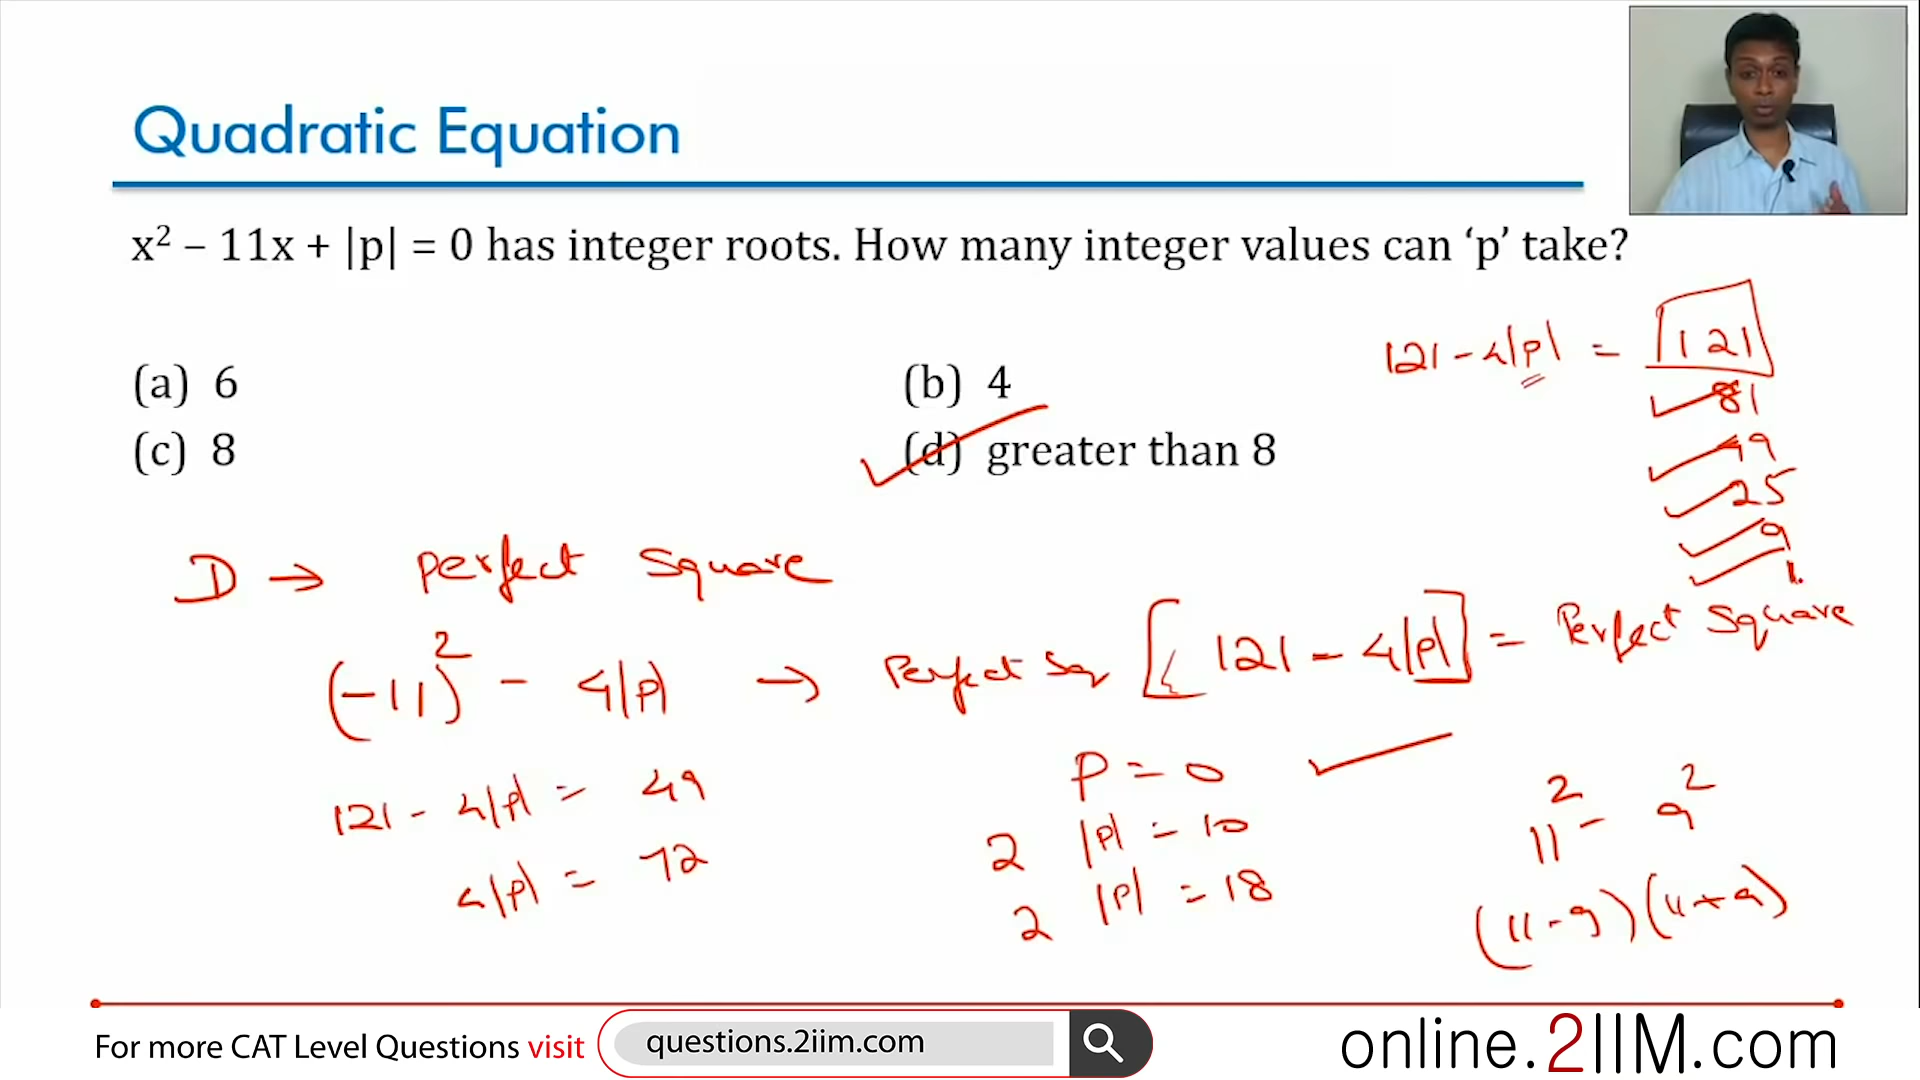 Quadratic Equation
x² – 11x + |p| = 0 has integer roots. How many integer values can ‘p’ take?
121 - 4|p| = 121
81
49
25
9
1.
(a) 6
(b) 4
(c) 8
(d) greater than 8
D → Perfect Square
(-11)² - 4|p| → Perfect Sq [121 - 4|p|] = Perfect Square
121 - 4|p| = 49
4|p| = 72
P = 0
2 |p| = 10
2 |p| = 18
11² - 9²
(11-9)(11+9)
For more CAT Level Questions visit
questions.2iim.com
online.2IIM.com